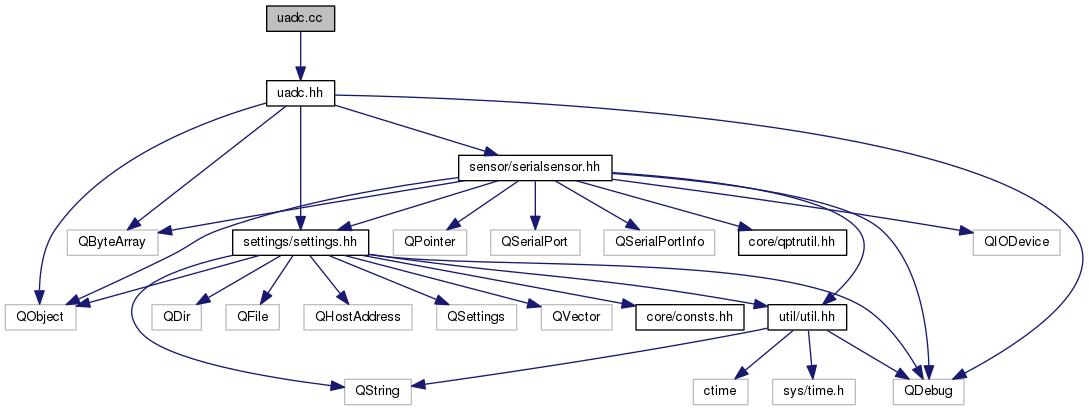 uadc.cc
uadc.hh
sensor/serialsensor.hh
QByteArray
settings/settings.hh
QPointer
QSerialPort
QSerialPortInfo
core/qptrutil.hh
QIODevice
QObject
QDir
QFile
QHostAddress
QSettings
QVector
core/consts.hh
util/util.hh
QString
ctime
sys/time.h
QDebug